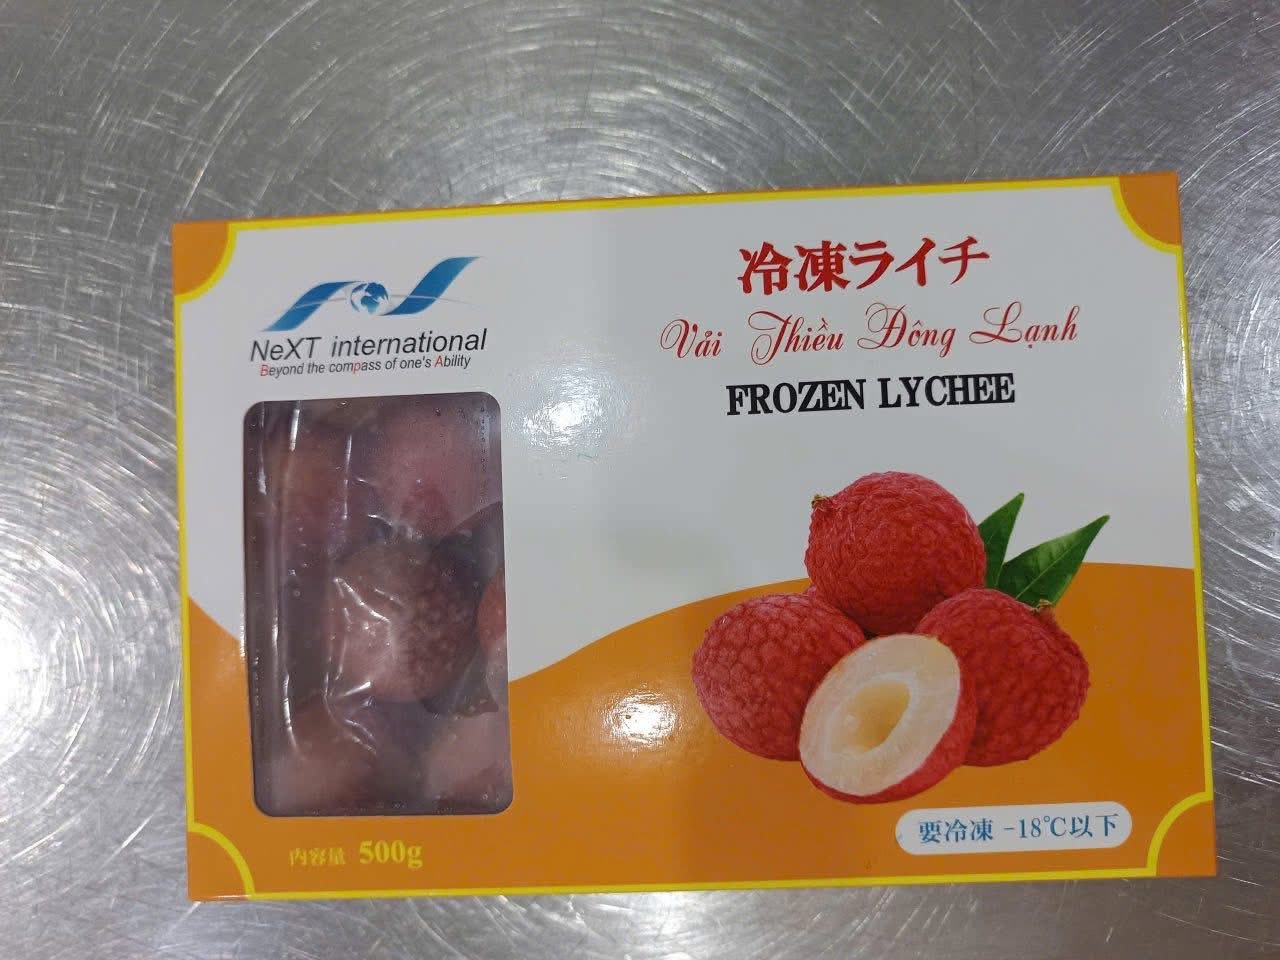 NeXT international
Beyond the compass of one's Ability
冷凍ライチ
Vải Thiều Đông Lạnh
FROZEN LYCHEE
内容量 500g
要冷凍 -18℃以下